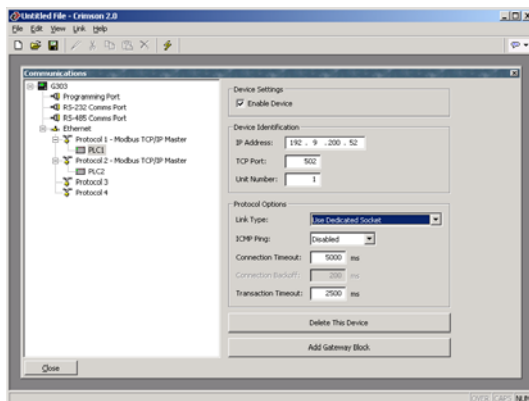 Untitled File - Crimson 2.0
File Edit View Link Help
Communications
G303
Programming Port
RS-232 Comms Port
RS-485 Comms Port
Ethernet
Protocol 1 - Modbus TCP/IP Master
PLC1
Protocol 2 - Modbus TCP/IP Master
PLC2
Protocol 3
Protocol 4
Device Settings
Enable Device
Device Identification
IP Address: 192 . 9 .200 . 52
TCP Port: 502
Unit Number: 1
Protocol Options
Link Type: Use Dedicated Socket
ICMP Ping: Disabled
Connection Timeout: 5000 ms
Connection Backoff: 200 ms
Transaction Timeout: 2500 ms
Delete This Device
Add Gateway Block
Close
OVER CAPS NUM